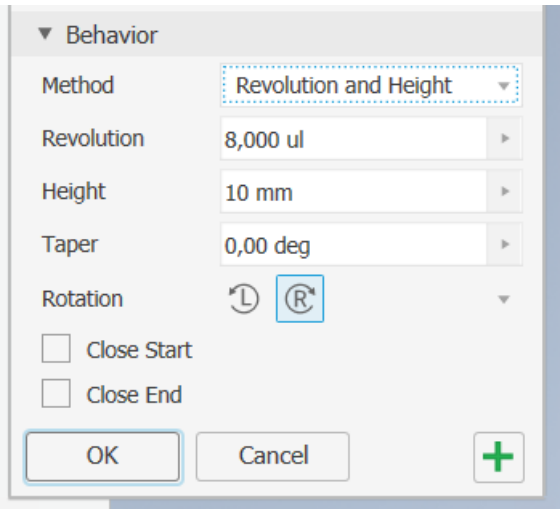 Behavior
Method Revolution and Height
Revolution 8,000 ul
Height 10 mm
Taper 0,00 deg
Rotation L R
Close Start
Close End
OK Cancel